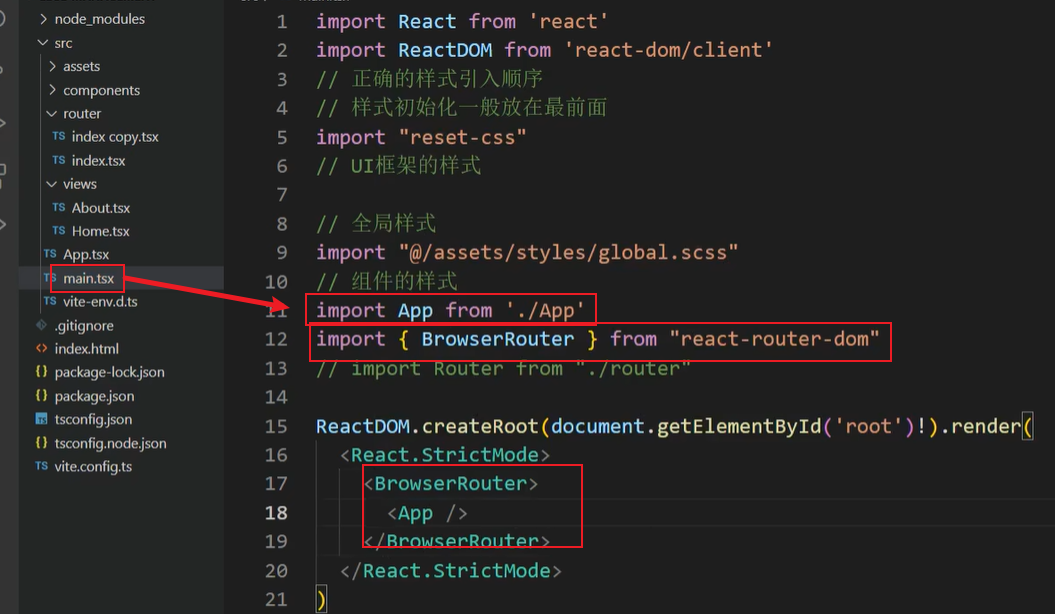 node_modules
src
assets
components
router
TS index copy.tsx
TS index.tsx
views
TS About.tsx
TS Home.tsx
TS App.tsx
TS main.tsx
TS vite-env.d.ts
.gitignore
<> index.html
{} package-lock.json
{} package.json
TS tsconfig.json
{} tsconfig.node.json
TS vite.config.ts
1 import React from 'react'
2 import ReactDOM from 'react-dom/client'
3 // 正确的样式引入顺序
4 // 样式初始化一般放在最前面
5 import "reset-css"
6 // UI框架的样式
7
8 // 全局样式
9 import "@/assets/styles/global.scss"
10 // 组件的样式
11 import App from './App'
12 import { BrowserRouter } from "react-router-dom"
13 // import Router from "./router"
14
15 ReactDOM.createRoot(document.getElementById('root')!).render(
16 <React.StrictMode>
17 <BrowserRouter>
18 <App />
19 </BrowserRouter>
20 </React.StrictMode>
21 )